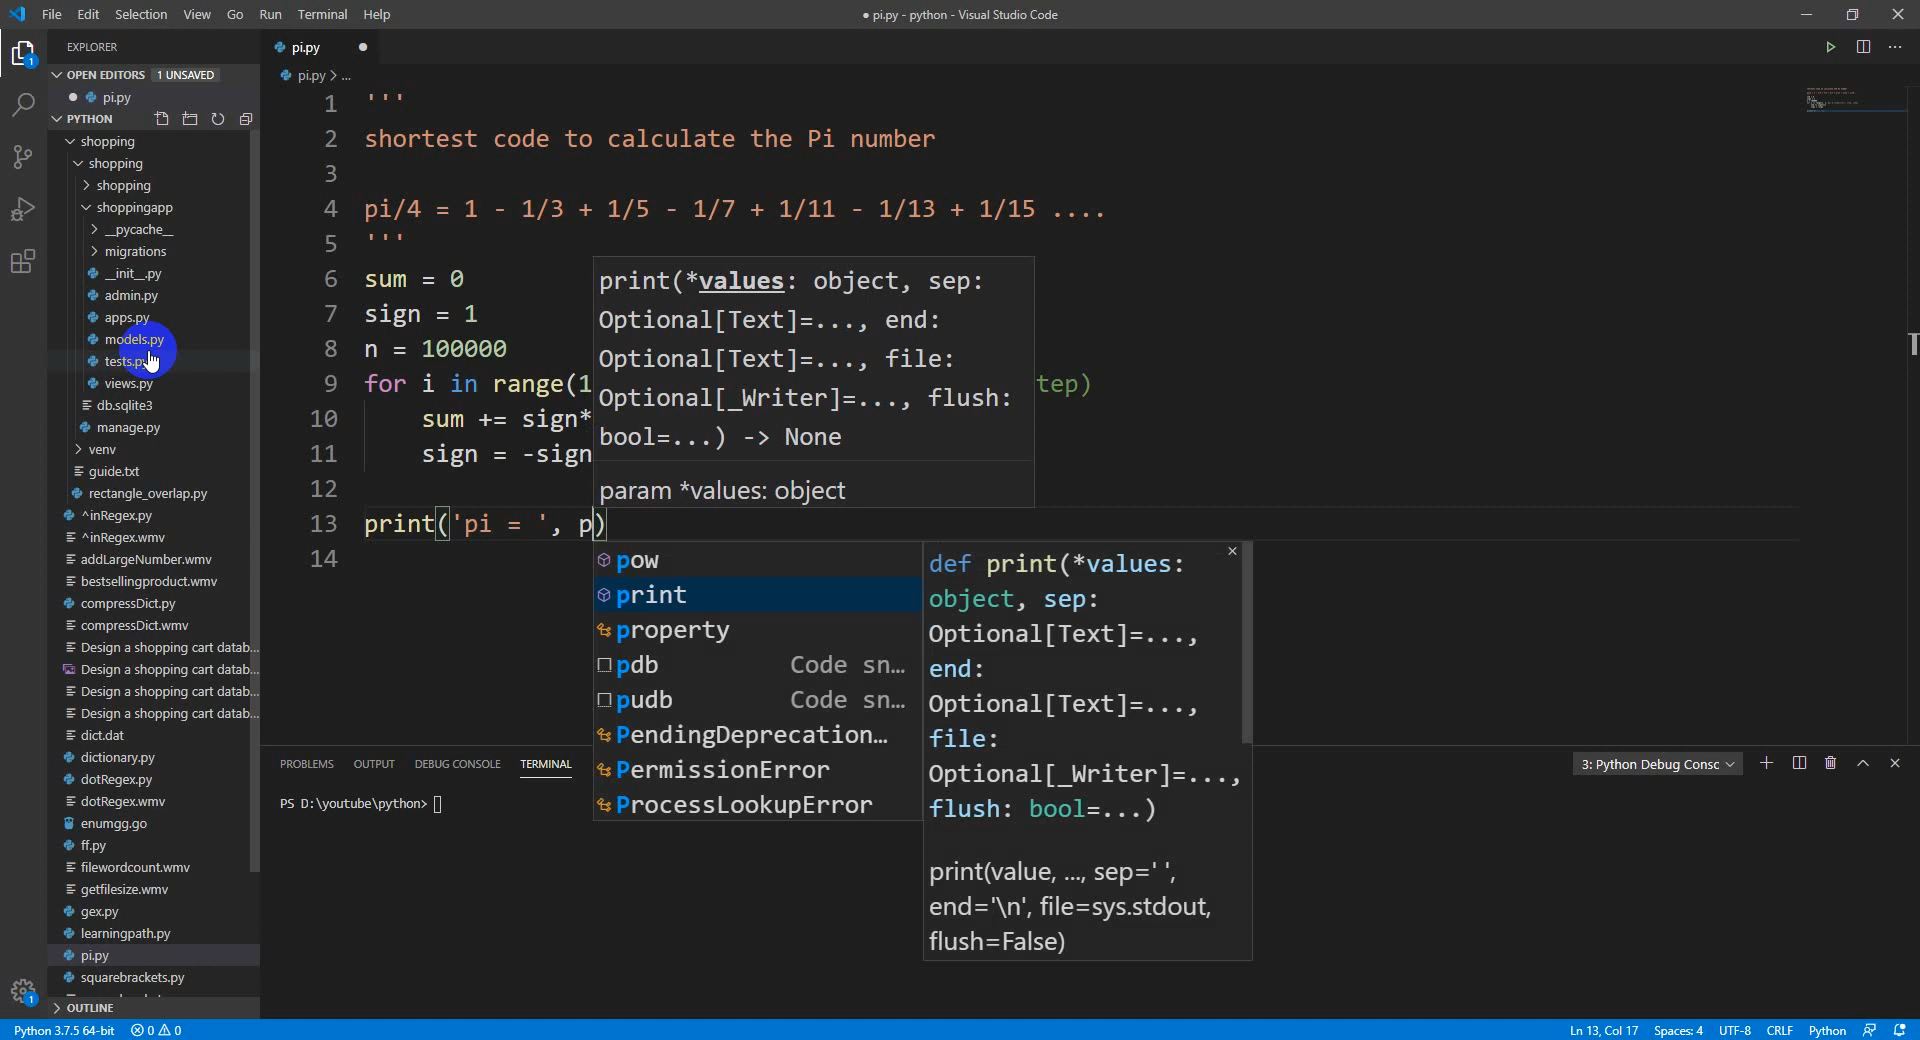 File Edit Selection View Go Run Terminal Help
● pi.py - python - Visual Studio Code
EXPLORER
OPEN EDITORS 1 UNSAVED
pi.py
PYTHON
shopping
shopping
shopping
shoppingapp
__pycache__
migrations
__init__.py
admin.py
apps.py
models.py
tests.py
views.py
db.sqlite3
manage.py
venv
guide.txt
rectangle_overlap.py
^inRegex.py
^inRegex.wmv
addLargeNumber.wmv
bestsellingproduct.wmv
compressDict.py
compressDict.wmv
Design a shopping cart datab...
Design a shopping cart datab...
Design a shopping cart datab...
Design a shopping cart datab...
dict.dat
dictionary.py
dotRegex.py
dotRegex.wmv
enumgg.go
ff.py
filewordcount.wmv
getfilesize.wmv
gex.py
learningpath.py
pi.py
squarebrackets.py
OUTLINE
pi.py
pi.py > ...
1 '''
2 shortest code to calculate the Pi number
3
4 pi/4 = 1 - 1/3 + 1/5 - 1/7 + 1/11 - 1/13 + 1/15 ....
5 '''
6 sum = 0
7 sign = 1
8 n = 100000
9 for i in range(1 tep)
10 sum += sign*
11 sign = -sign
12
13 print('pi = ', p)
14
print(*values: object, sep:
Optional[Text]=..., end:
Optional[Text]=..., file:
Optional[_Writer]=..., flush:
bool=...) -> None
param *values: object
pow
print
property
pdb Code sn...
pudb Code sn...
PendingDeprecation...
PermissionError
ProcessLookupError
def print(*values:
object, sep:
Optional[Text]=...,
end:
Optional[Text]=...,
file:
Optional[_Writer]=...,
flush: bool=...)
print(value, ..., sep=' ',
end='\n', file=sys.stdout,
flush=False)
PROBLEMS OUTPUT DEBUG CONSOLE TERMINAL
3: Python Debug Consc
PS D:\youtube\python>
Python 3.7.5 64-bit 0 0
Ln 13, Col 17 Spaces: 4 UTF-8 CRLF Python